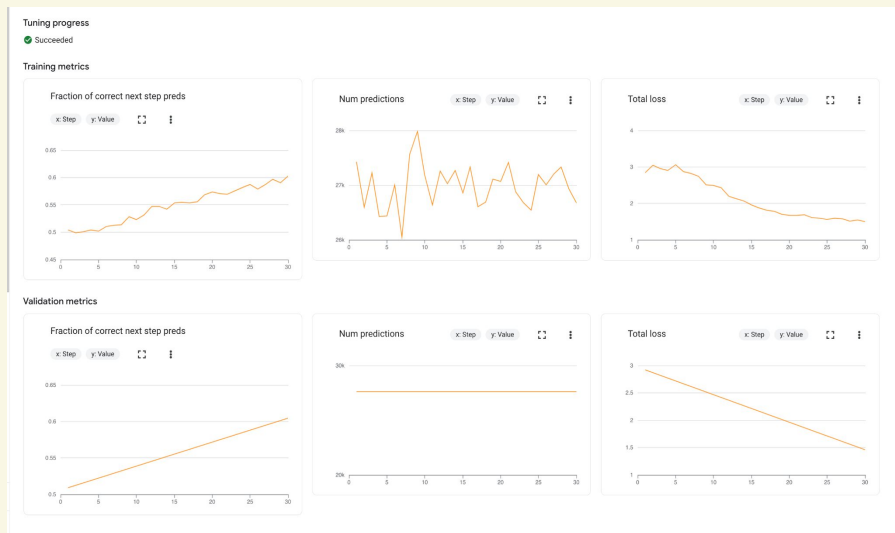 Tuning progress
Succeeded
Training metrics
Fraction of correct next step preds
x: Step y: Value
0.65
0.6
0.55
0.5
0.45
0 5 10 15 20 25 30
Num predictions x: Step y: Value
28k
27k
26k
0 5 10 15 20 25 30
Total loss x: Step y: Value
4
3
2
1
0 5 10 15 20 25 30
Validation metrics
Fraction of correct next step preds
x: Step y: Value
0.65
0.6
0.55
0.5
0 5 10 15 20 25 30
Num predictions x: Step y: Value
30k
20k
0 5 10 15 20 25 30
Total loss x: Step y: Value
3
2.5
2
1.5
1
0 5 10 15 20 25 30